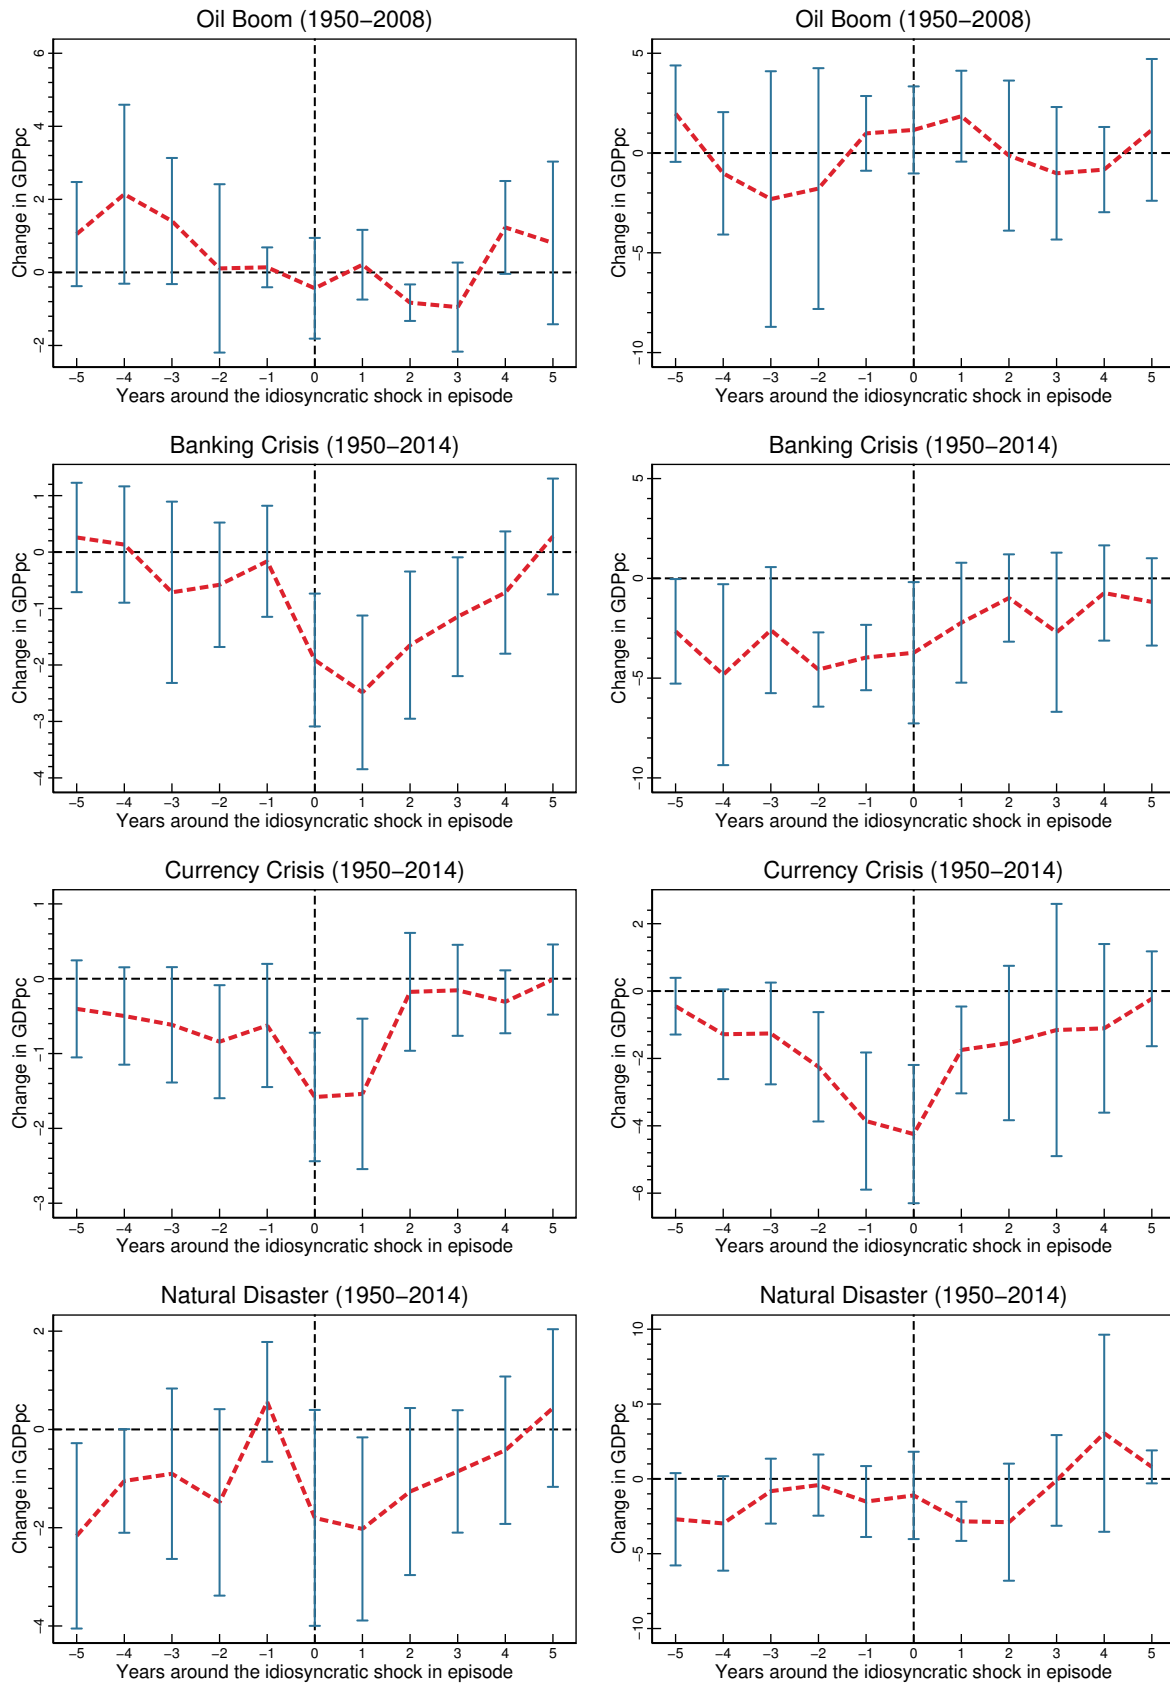 Oil Boom (1950−2008)
Change in GDPpc
6
4
2
0
−2
−5 −4 −3 −2 −1 0 1 2 3 4 5
Years around the idiosyncratic shock in episode
Oil Boom (1950−2008)
Change in GDPpc
5
0
−5
−10
−5 −4 −3 −2 −1 0 1 2 3 4 5
Years around the idiosyncratic shock in episode
Banking Crisis (1950−2014)
Change in GDPpc
1
0
−1
−2
−3
−4
−5 −4 −3 −2 −1 0 1 2 3 4 5
Years around the idiosyncratic shock in episode
Banking Crisis (1950−2014)
Change in GDPpc
5
0
−5
−10
−5 −4 −3 −2 −1 0 1 2 3 4 5
Years around the idiosyncratic shock in episode
Currency Crisis (1950−2014)
Change in GDPpc
1
0
−1
−2
−3
−5 −4 −3 −2 −1 0 1 2 3 4 5
Years around the idiosyncratic shock in episode
Currency Crisis (1950−2014)
Change in GDPpc
2
0
−2
−4
−6
−5 −4 −3 −2 −1 0 1 2 3 4 5
Years around the idiosyncratic shock in episode
Natural Disaster (1950−2014)
Change in GDPpc
2
0
−2
−4
−5 −4 −3 −2 −1 0 1 2 3 4 5
Years around the idiosyncratic shock in episode
Natural Disaster (1950−2014)
Change in GDPpc
10
5
0
−5
−10
−5 −4 −3 −2 −1 0 1 2 3 4 5
Years around the idiosyncratic shock in episode